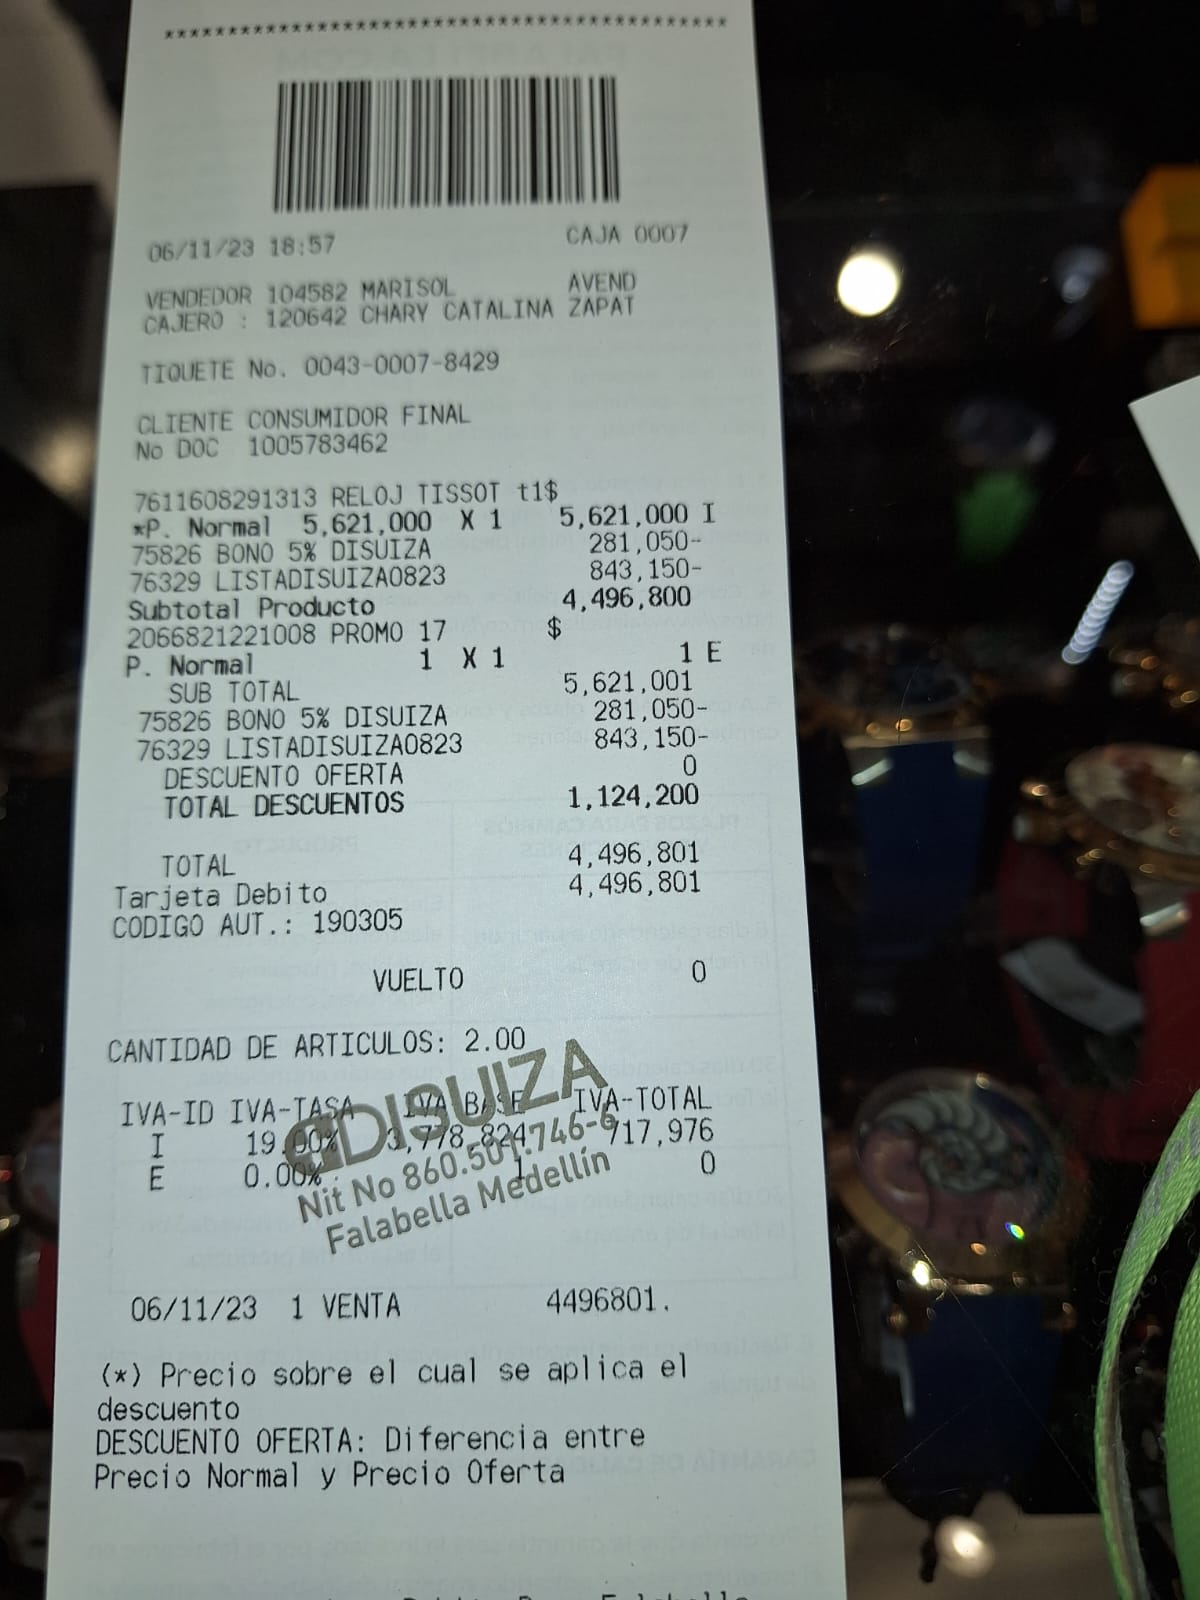 ******************************************
06/11/23 18:57 CAJA 0007
VENDEDOR 104582 MARISOL AVEND
CAJERO : 120642 CHARY CATALINA ZAPAT
TIQUETE No. 0043-0007-8429
CLIENTE CONSUMIDOR FINAL
No DOC 1005783462
7611608291313 RELOJ TISSOT t1$
*P. Normal 5,621,000 X 1 5,621,000 I
75826 BONO 5% DISUIZA 281,050-
76329 LISTADISUIZA0823 843,150-
Subtotal Producto 4,496,800
2066821221008 PROMO 17 $
P. Normal 1 X 1 1 E
SUB TOTAL 5,621,001
75826 BONO 5% DISUIZA 281,050-
76329 LISTADISUIZA0823 843,150-
DESCUENTO OFERTA 0
TOTAL DESCUENTOS 1,124,200
TOTAL 4,496,801
Tarjeta Debito 4,496,801
CODIGO AUT.: 190305
VUELTO 0
CANTIDAD DE ARTICULOS: 2.00
IVA-ID IVA-TASA IVA BASE IVA-TOTAL
I 19.00% 3,778,824 717,976
E 0.00% 1 0
DISUIZA
Nit No 860.501.746-6
Falabella Medellín
06/11/23 1 VENTA 4496801.
(*) Precio sobre el cual se aplica el
descuento
DESCUENTO OFERTA: Diferencia entre
Precio Normal y Precio Oferta